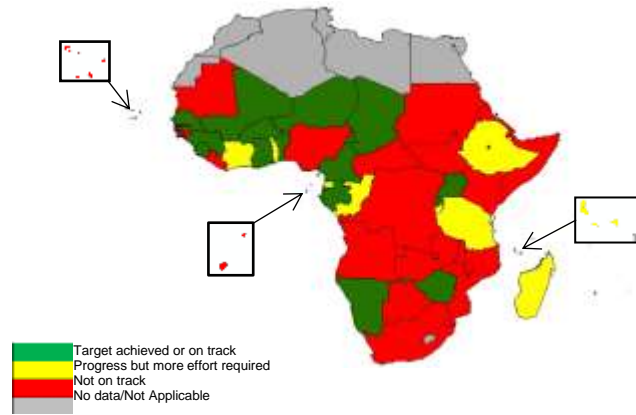 Target achieved or on track
Progress but more effort required
Not on track
No data/Not Applicable